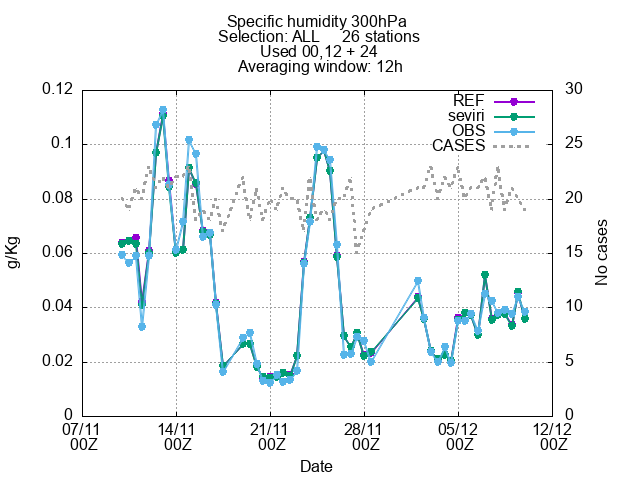 Specific humidity 300hPa
Selection: ALL     26 stations
Used 00,12 + 24
Averaging window: 12h
0.12
0.1
0.08
0.06
0.04
0.02
0
30
25
20
15
10
5
0
REF
seviri
OBS
CASES
g/Kg
No cases
07/11 14/11 21/11 28/11 05/12 12/12
00Z 00Z 00Z 00Z 00Z 00Z
Date